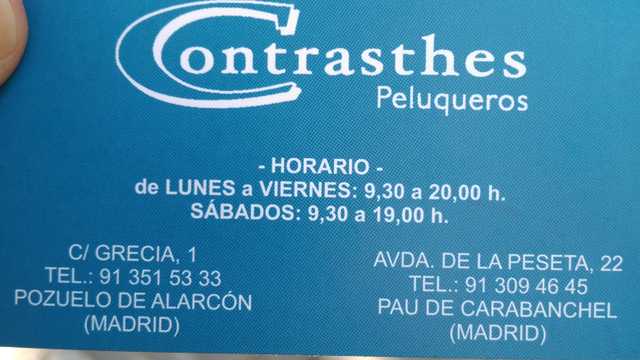 Contrasthes
Peluqueros
- HORARIO -
de LUNES a VIERNES: 9,30 a 20,00 h.
SÁBADOS: 9,30 a 19,00 h.
C/ GRECIA, 1
TEL.: 91 351 53 33
POZUELO DE ALARCÓN
(MADRID)
AVDA. DE LA PESETA, 22
TEL.: 91 309 46 45
PAU DE CARABANCHEL
(MADRID)